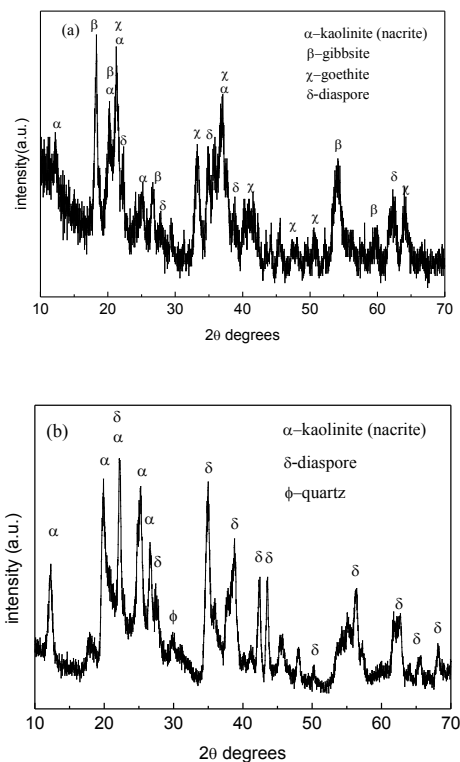 (a)
α-kaolinite (nacrite)
β-gibbsite
χ-goethite
δ-diaspore
α
β
β
α
χ
α
δ
α
β
δ
χ
δ
χ
α
δ
χ
χ
χ
β
β
δ
χ
intensity(a.u.)
10 20 30 40 50 60 70
2θ degrees
(b)
α–kaolinite (nacrite)
δ-diaspore
ϕ–quartz
α
α
δ
α
α
α
δ
ϕ
δ
δ
δ
δ
δ
δ
δ
δ
δ
intensity (a.u.)
10 20 30 40 50 60 70
2θ degrees